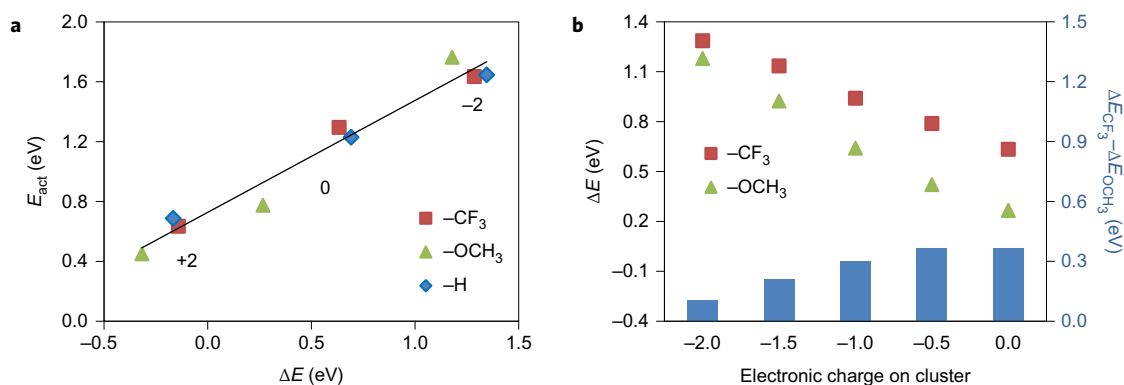 a
2.0
1.6
1.2
0.8
0.4
0.0
E_act (eV)
–2
0
+2
–CF₃
–OCH₃
–H
–0.5
0.0
0.5
1.0
1.5
ΔE (eV)
b
1.4
1.1
0.8
0.5
0.2
–0.1
–0.4
ΔE (eV)
–CF₃
–OCH₃
1.5
1.2
0.9
0.6
0.3
0.0
ΔE_CF₃–ΔE_OCH₃ (eV)
–2.0
–1.5
–1.0
–0.5
0.0
Electronic charge on cluster